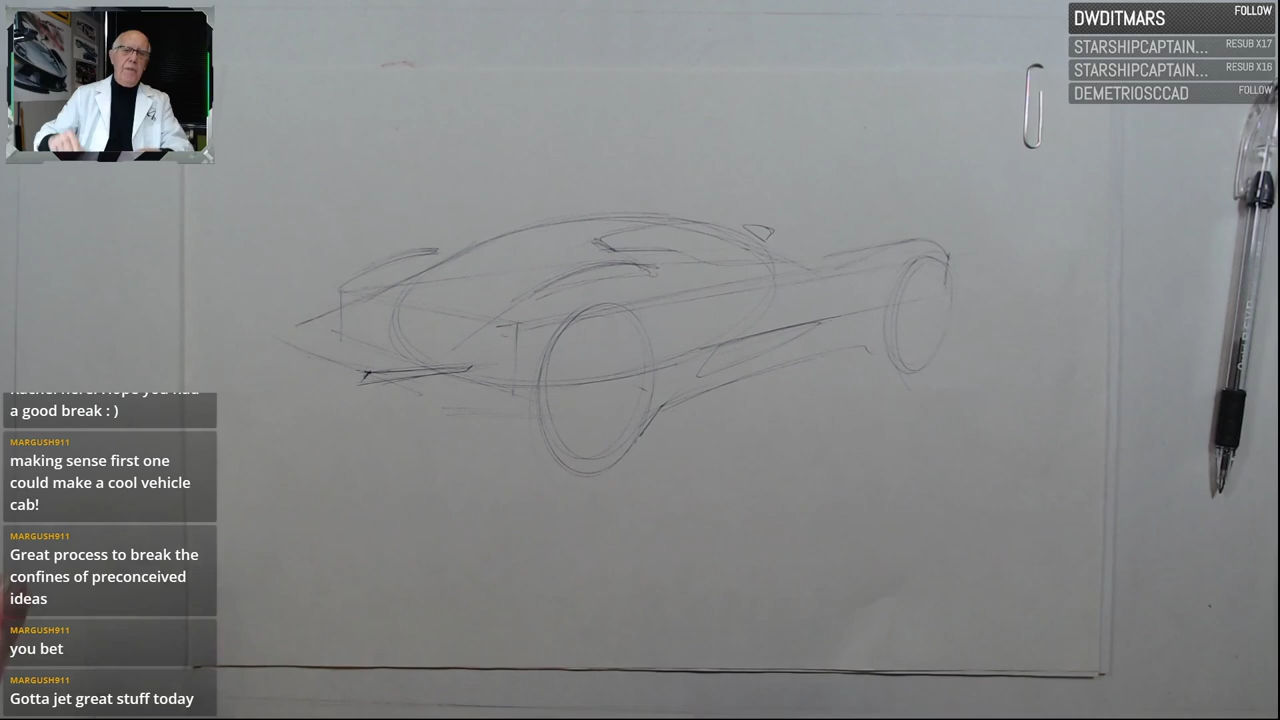 DWDITMARS FOLLOW
STARSHIPCAPTAIN... RESUB X17
STARSHIPCAPTAIN... RESUB X16
DEMETRIOSCCAD FOLLOW
a good break : )
MARGUSH911
making sense first one
could make a cool vehicle
cab!
MARGUSH911
Great process to break the
confines of preconceived
ideas
MARGUSH911
you bet
MARGUSH911
Gotta jet great stuff today